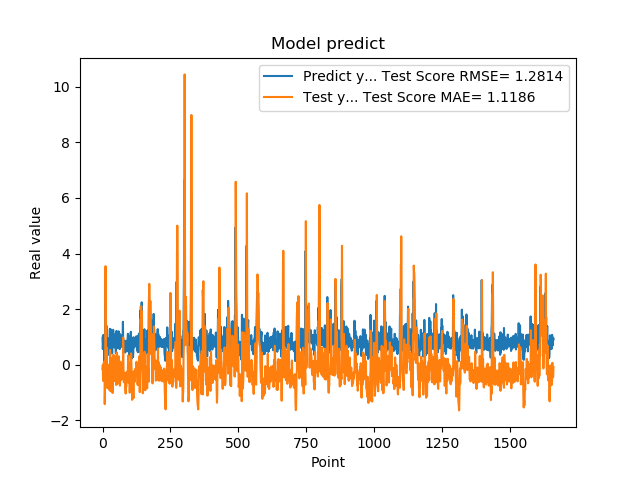 Model predict
Predict y... Test Score RMSE= 1.2814
Test y... Test Score MAE= 1.1186
Real value
10
8
6
4
2
0
−2
0 250 500 750 1000 1250 1500
Point